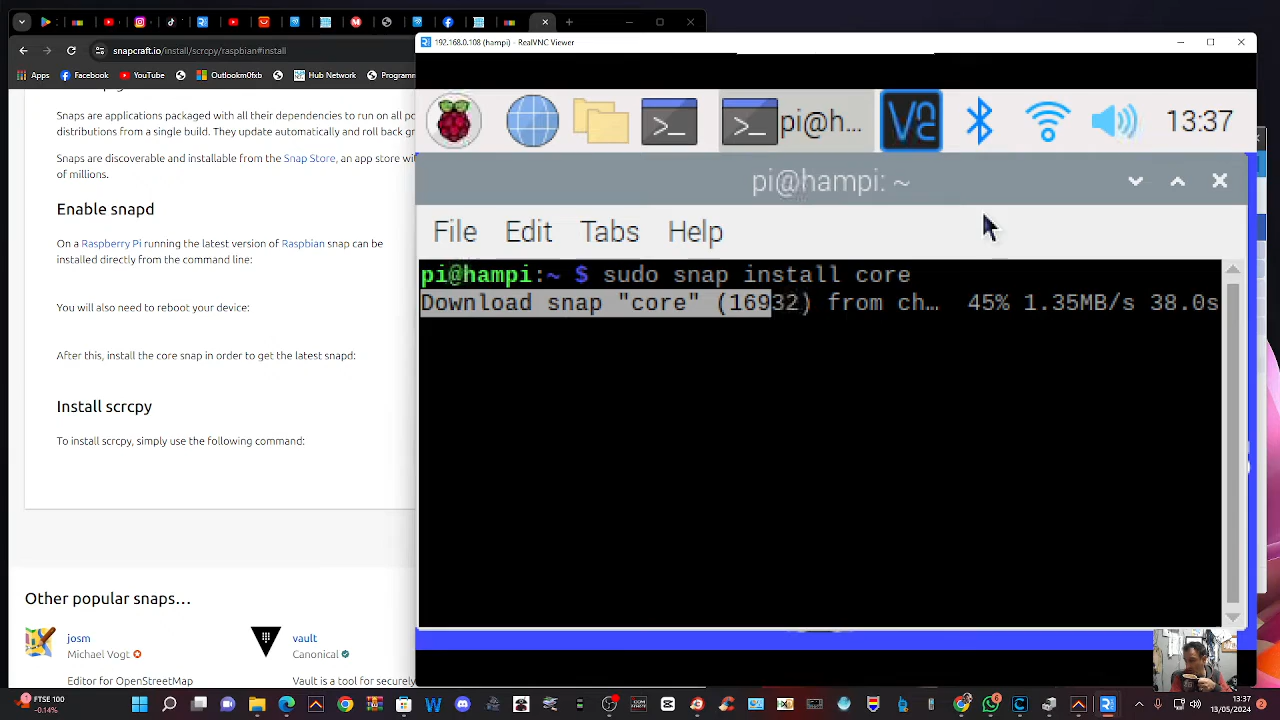 snapcraft.io/install/scrcpy/raspbian#install
Apps
Facebook
YouTube
Outlookm0kb
Hub Network
Programm
192.168.0.108 (hampi) - RealVNC Viewer
pi@h...
13:37
pi@hampi: ~
File Edit Tabs Help
pi@hampi:~ $ sudo snap install core
Download snap "core" (16932) from ch… 45% 1.35MB/s 38.0s
Snaps are applications packaged with all their dependencies to run on all po
distributions from a single build. They update automatically and roll back gr
Snaps are discoverable and installable from the Snap Store, an app store wit
of millions.
Enable snapd
On a Raspberry Pi running the latest version of Raspbian snap can be
installed directly from the command line:
You will also need to reboot your device:
After this, install the core snap in order to get the latest snapd:
Install scrcpy
To install scrcpy, simply use the following command:
Other popular snaps…
josm
Michael Vogt
Editor for OpenStreetMap
vault
Canonical
Vault is a tool for securely
FTSE 100
-0.14%
13:37
13/05/2024